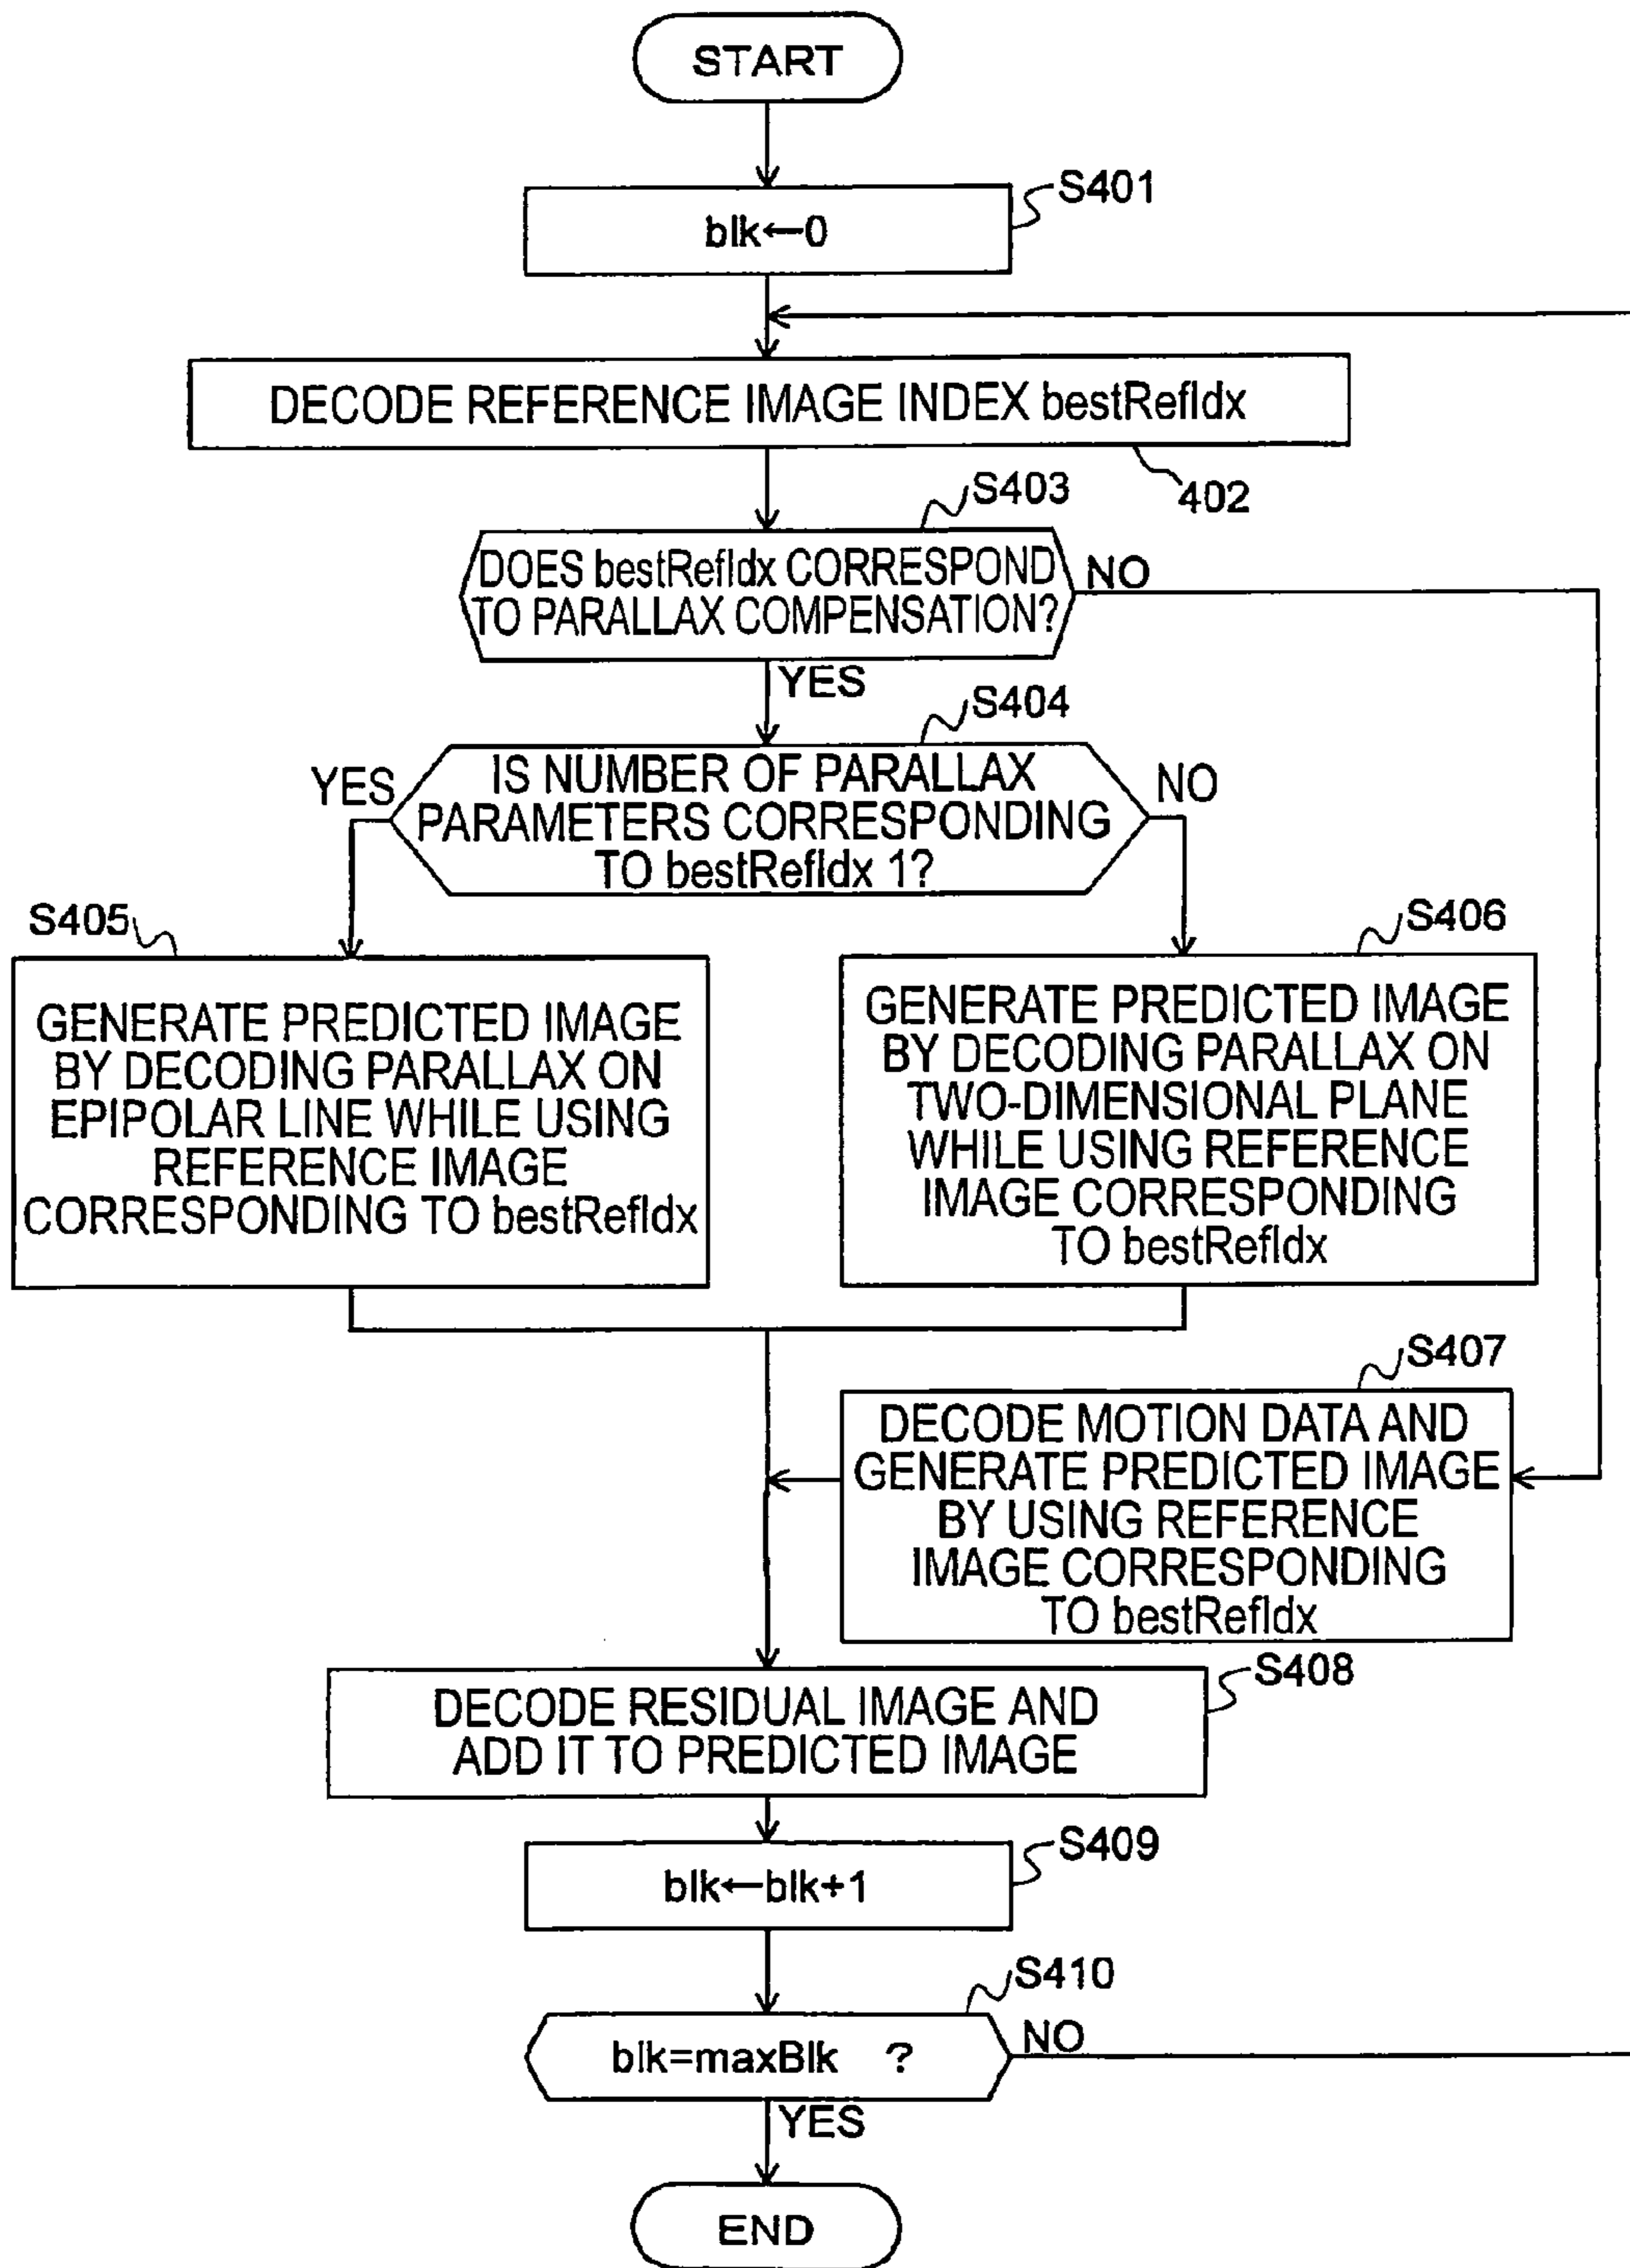 START
S401
blk←0
DECODE REFERENCE IMAGE INDEX bestRefIdx
402
S403
DOES bestRefIdx CORRESPOND
TO PARALLAX COMPENSATION?
NO
YES
S404
IS NUMBER OF PARALLAX
PARAMETERS CORRESPONDING
TO bestRefIdx 1?
YES
NO
S405
GENERATE PREDICTED IMAGE
BY DECODING PARALLAX ON
EPIPOLAR LINE WHILE USING
REFERENCE IMAGE
CORRESPONDING TO bestRefIdx
S406
GENERATE PREDICTED IMAGE
BY DECODING PARALLAX ON
TWO-DIMENSIONAL PLANE
WHILE USING REFERENCE
IMAGE CORRESPONDING
TO bestRefIdx
S407
DECODE MOTION DATA AND
GENERATE PREDICTED IMAGE
BY USING REFERENCE
IMAGE CORRESPONDING
TO bestRefIdx
S408
DECODE RESIDUAL IMAGE AND
ADD IT TO PREDICTED IMAGE
S409
blk←blk+1
S410
blk=maxBlk ?
NO
YES
END